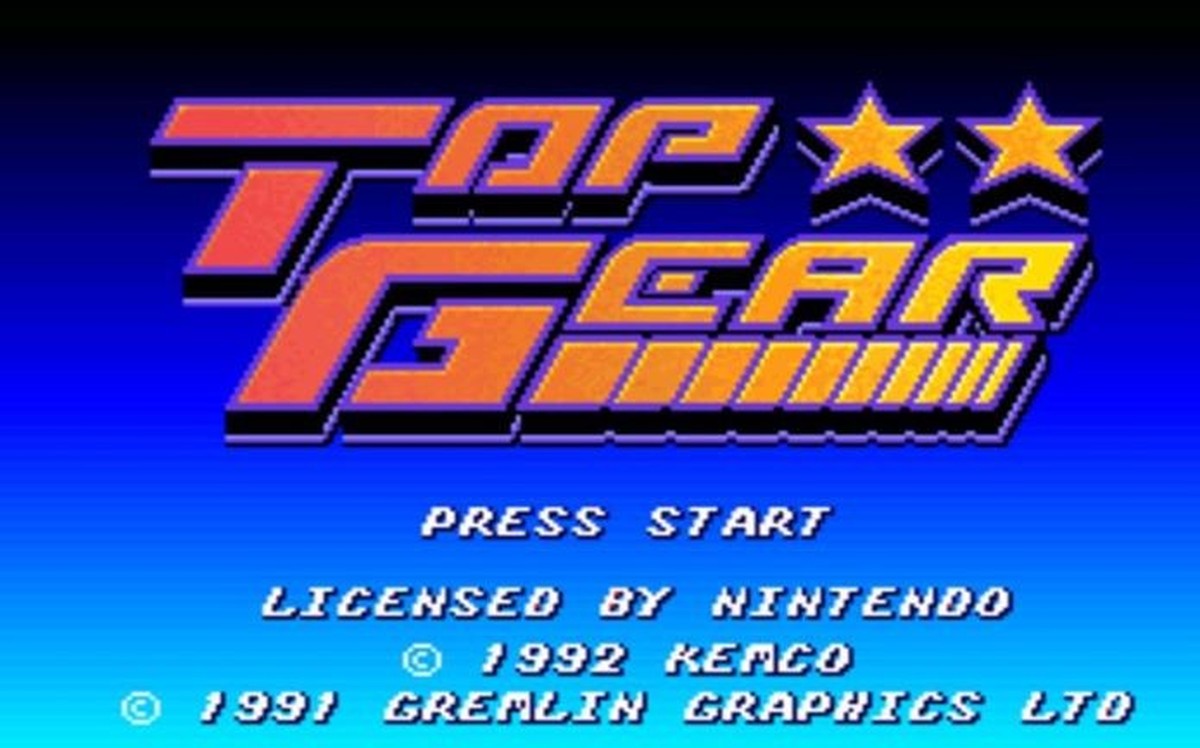 TOP
GEAR
PRESS START
LICENSED BY NINTENDO
© 1992 KEMCO
© 1991 GREMLIN GRAPHICS LTD